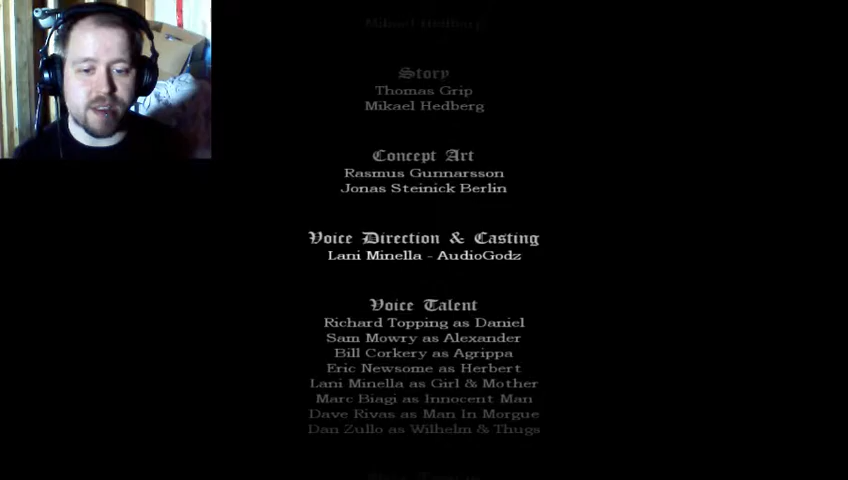 Mikael Hedberg
Story
Thomas Grip
Mikael Hedberg
Concept Art
Rasmus Gunnarsson
Jonas Steinick Berlin
Voice Direction & Casting
Lani Minella - AudioGodz
Voice Talent
Richard Topping as Daniel
Sam Mowry as Alexander
Bill Corkery as Agrippa
Eric Newsome as Herbert
Lani Minella as Girl & Mother
Marc Biagi as Innocent Man
Dave Rivas as Man In Morgue
Dan Zullo as Wilhelm & Thugs